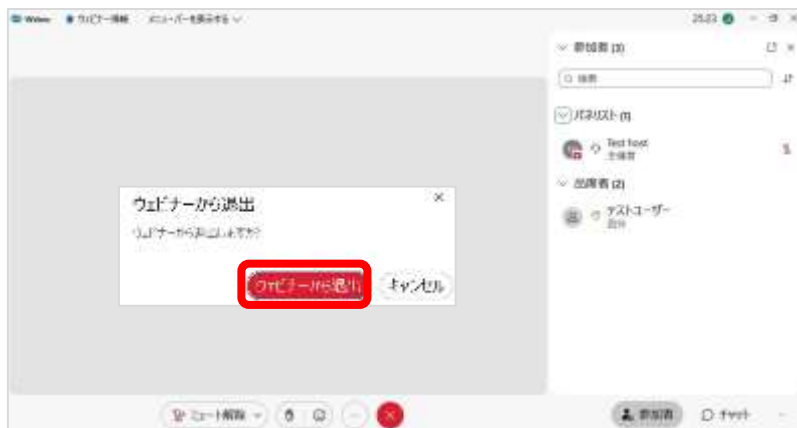 Webex ウェビナー情報 メニューバーを表示する
25:23
参加者 (3)
検索
パネリスト (1)
Test host
主催者
出席者 (2)
テストユーザー
自分
ウェビナーから退出
ウェビナーから退出しますか?
ウェビナーから退出 キャンセル
ミュート解除
参加者 チャット